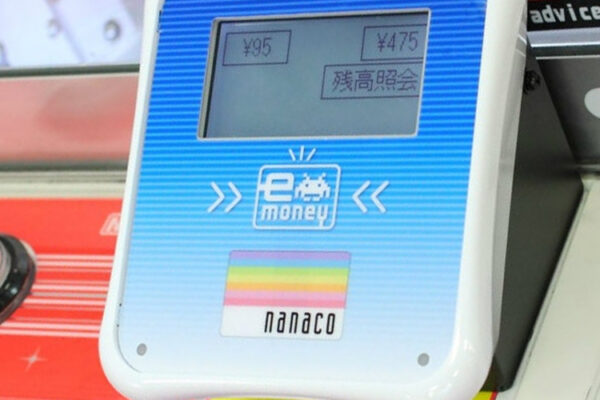 advice
¥95
¥475
残高照会
e
money
nanaco